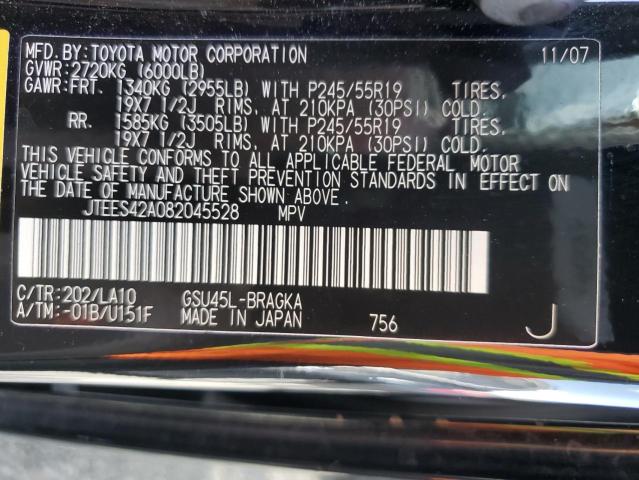 MFD.BY:TOYOTA MOTOR CORPORATION 11/07
GVWR:2720KG (6000LB)
GAWR:FRT. 1340KG (2955LB) WITH P245/55R19 TIRES,
19X7 1/2J RIMS, AT 210KPA (30PSI) COLD.
RR. 1585KG (3505LB) WITH P245/55R19 TIRES,
19X7 1/2J RIMS, AT 210KPA (30PSI) COLD.
THIS VEHICLE CONFORMS TO ALL APPLICABLE FEDERAL MOTOR
VEHICLE SAFETY AND THEFT PREVENTION STANDARDS IN EFFECT ON
THE DATE OF MANUFACTURE SHOWN ABOVE.
JTEES42A082045528 MPV
C/TR:202/LA10 GSU45L-BRAGKA
A/TM:-01B/U151F MADE IN JAPAN 756 J